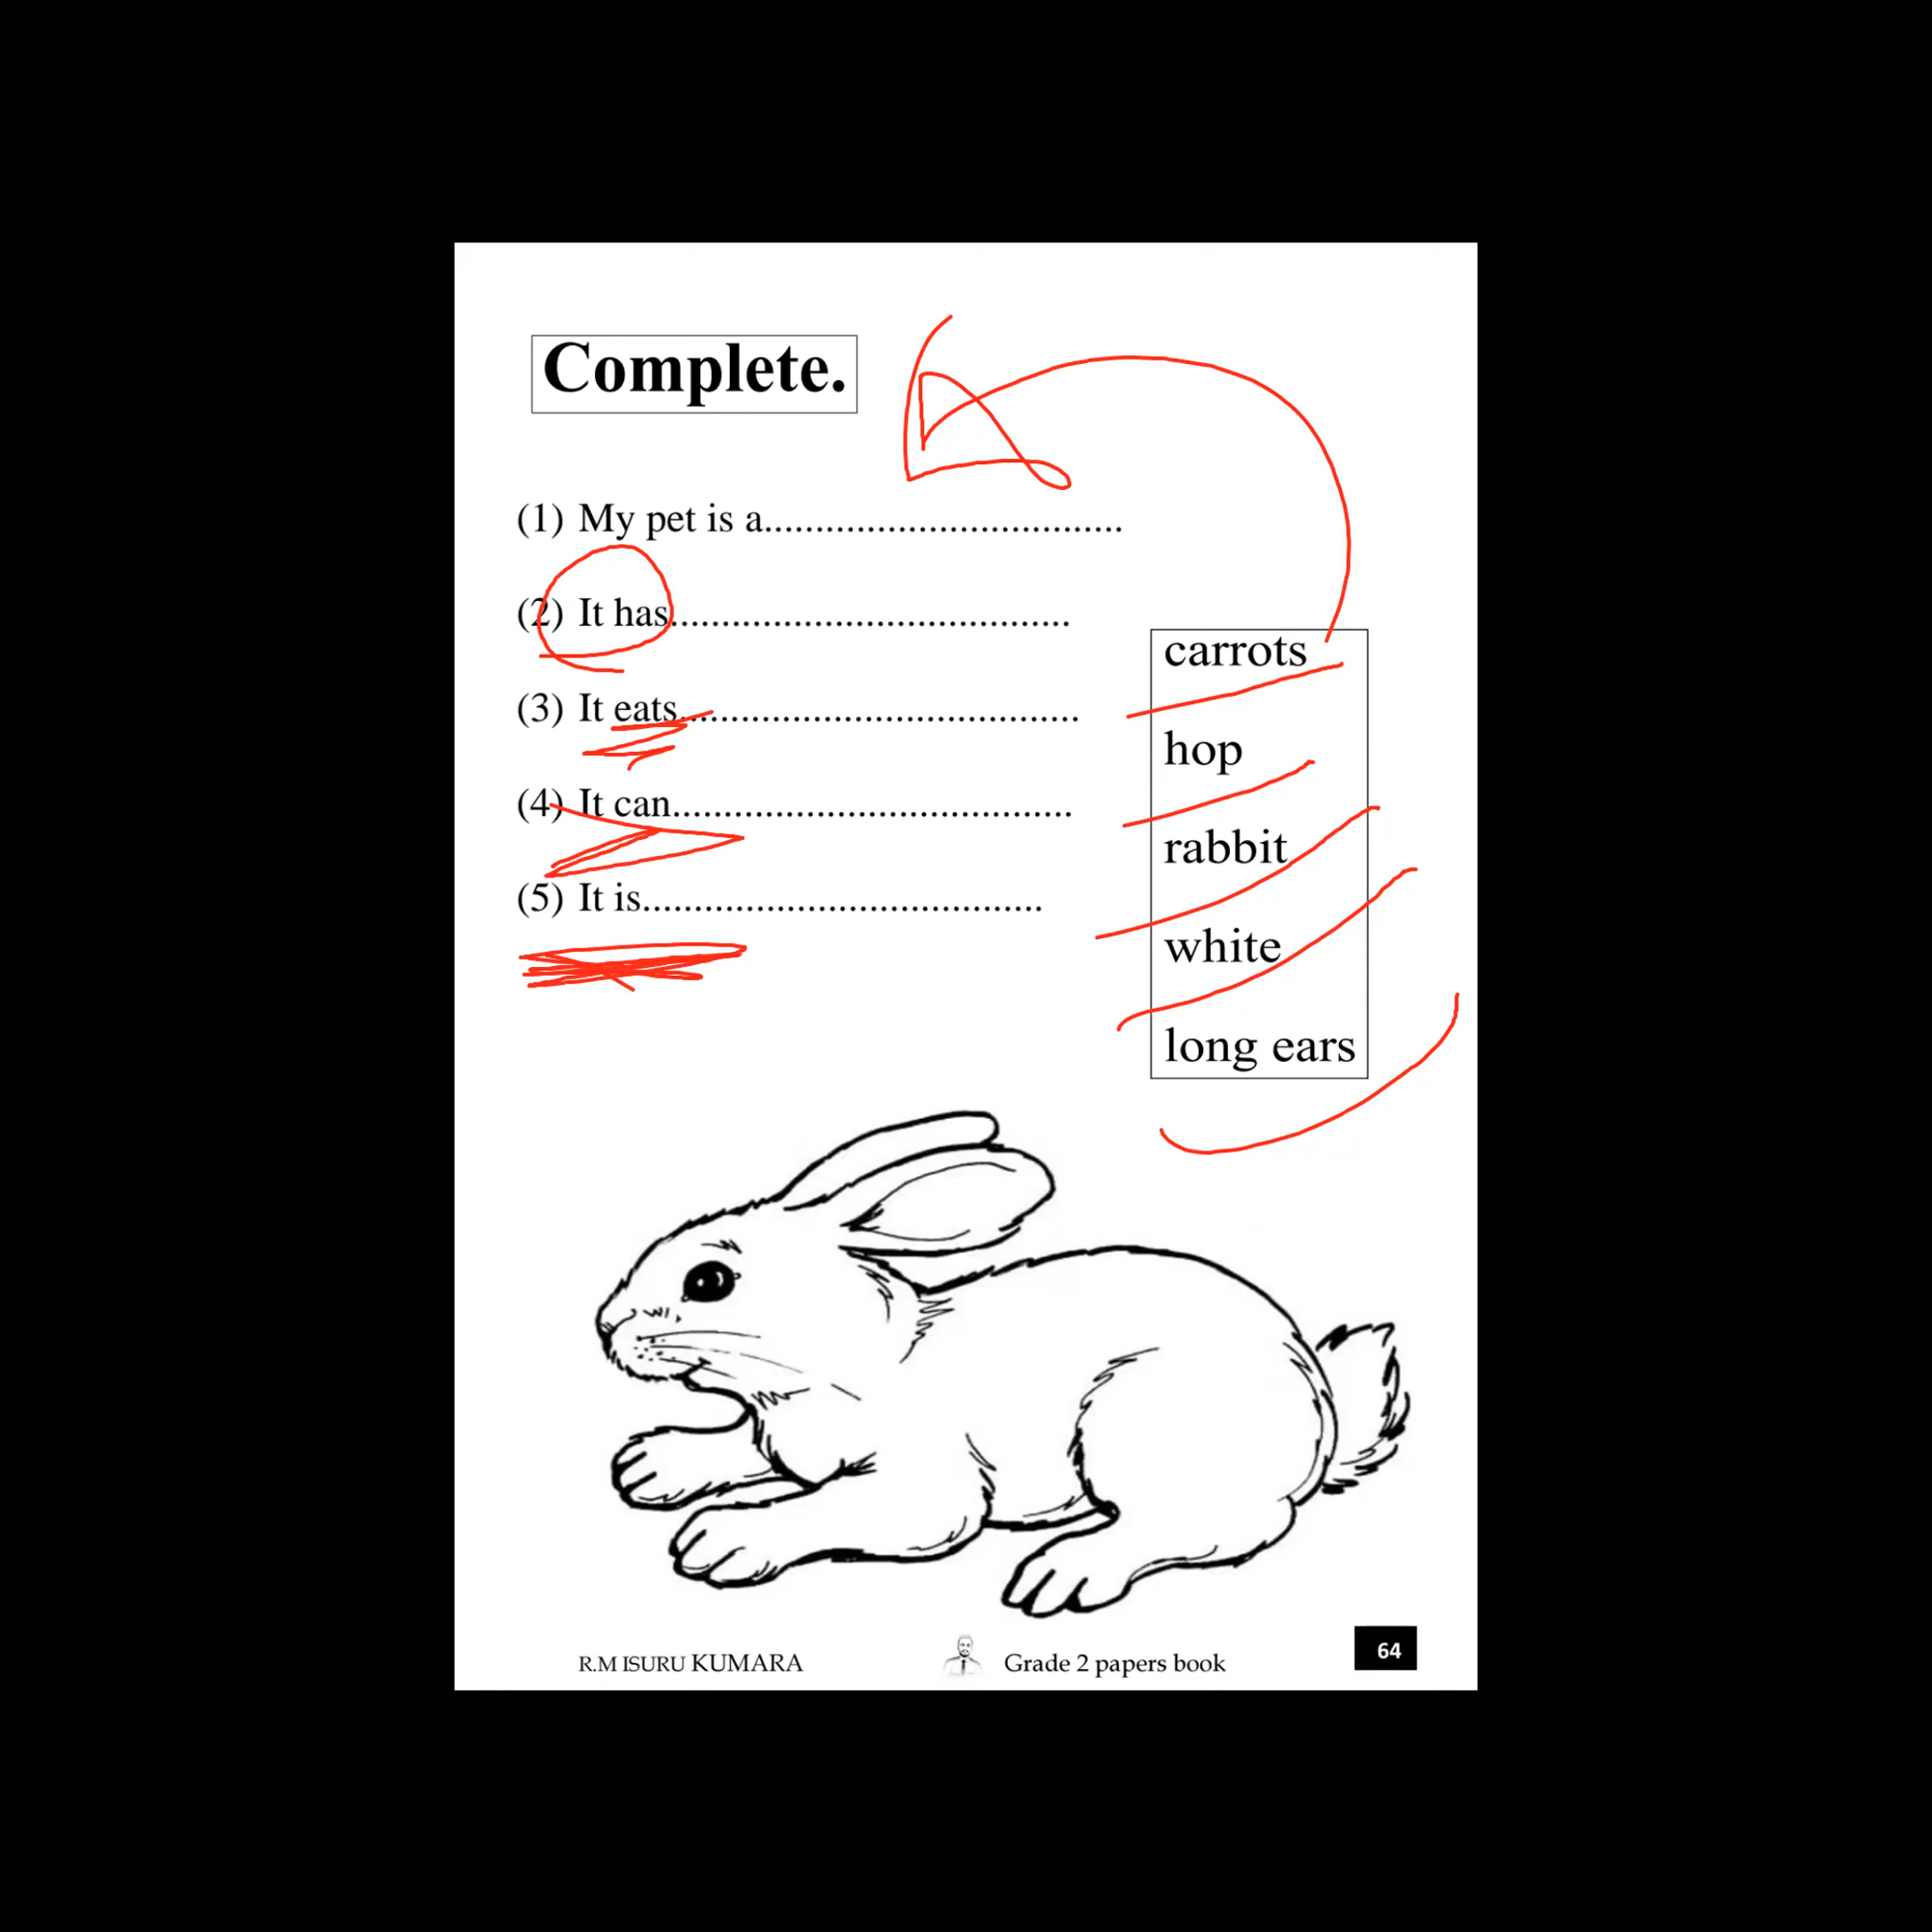 Complete.
(1) My pet is a...................................
(2) It has.......................................
(3) It eats.......................................
(4) It can.......................................
(5) It is.......................................
carrots
hop
rabbit
white
long ears
R.M ISURU KUMARA
Grade 2 papers book
64